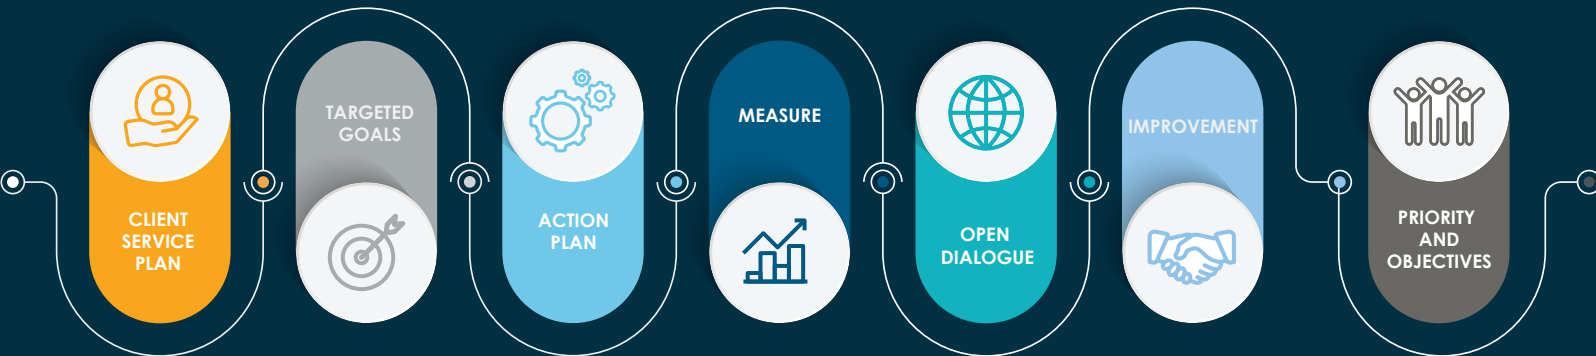 CLIENT
SERVICE
PLAN
TARGETED
GOALS
ACTION
PLAN
MEASURE
OPEN
DIALOGUE
IMPROVEMENT
PRIORITY
AND
OBJECTIVES